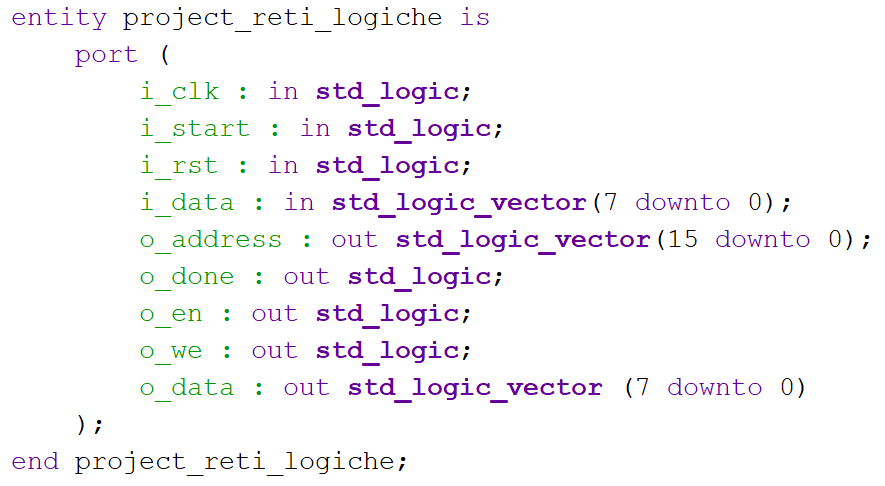 entity project_reti_logiche is
port (
i_clk : in std_logic;
i_start : in std_logic;
i_rst : in std_logic;
i_data : in std_logic_vector(7 downto 0);
o_address : out std_logic_vector(15 downto 0);
o_done : out std_logic;
o_en : out std_logic;
o_we : out std_logic;
o_data : out std_logic_vector (7 downto 0)
);
end project_reti_logiche;